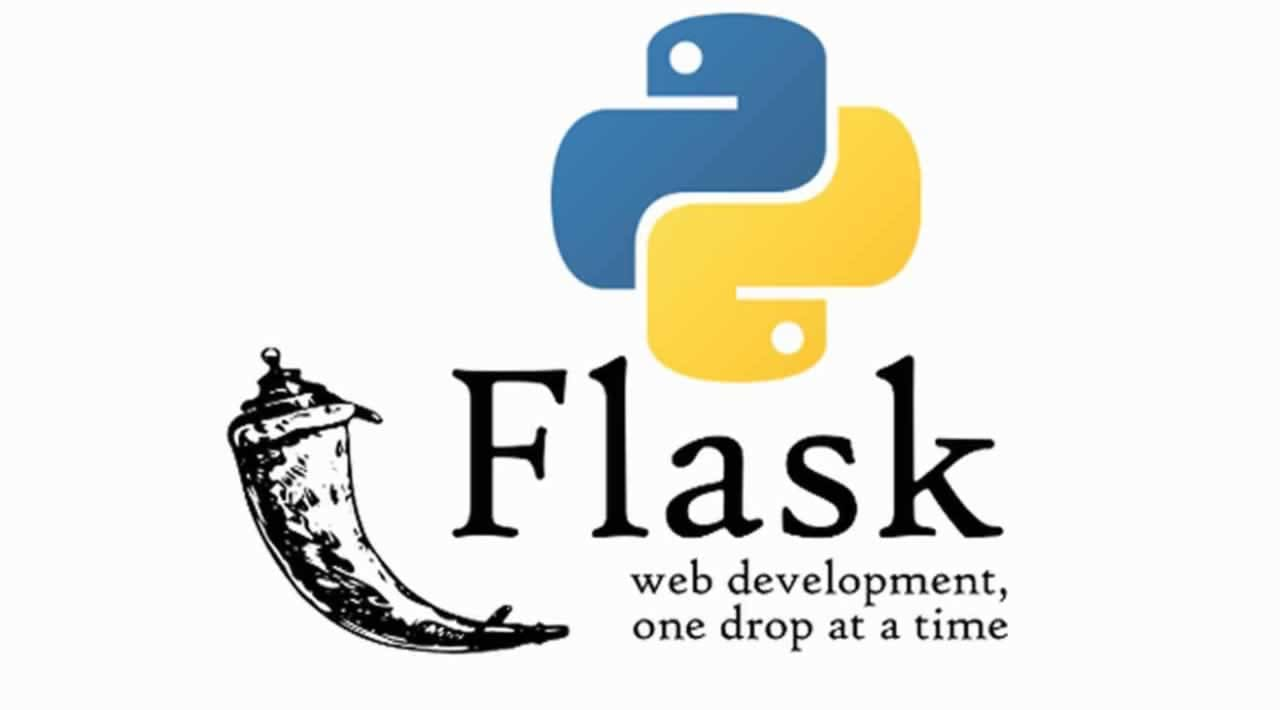 Flask
web development,
one drop at a time